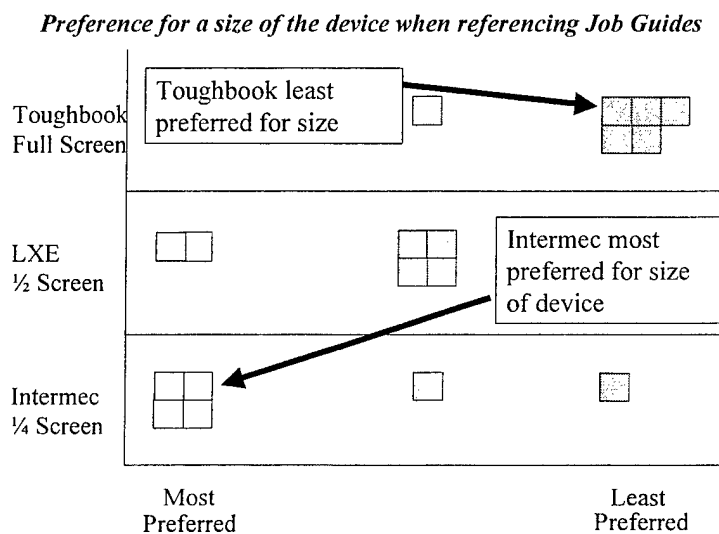 Preference for a size of the device when referencing Job Guides
Toughbook
Full Screen
Toughbook least
preferred for size
LXE
½ Screen
Intermec most
preferred for size
of device
Intermec
¼ Screen
Most
Preferred
Least
Preferred